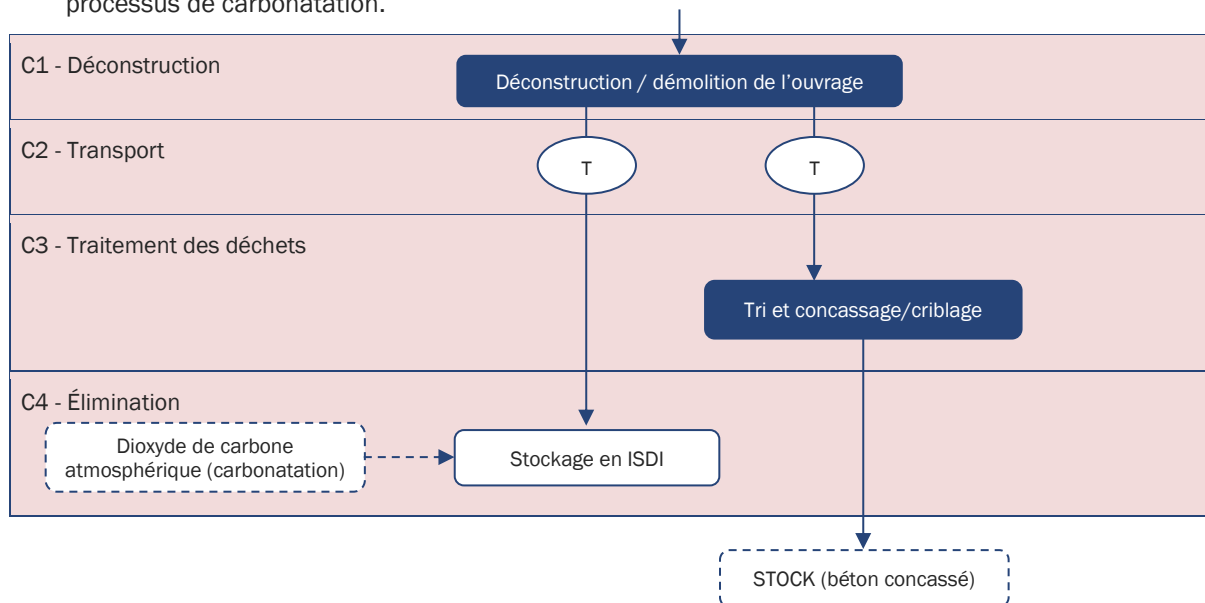 processus de carbonatation.
C1 - Déconstruction
Déconstruction / démolition de l’ouvrage
C2 - Transport
T
T
C3 - Traitement des déchets
Tri et concassage/criblage
C4 - Élimination
Dioxyde de carbone
atmosphérique (carbonatation)
Stockage en ISDI
STOCK (béton concassé)